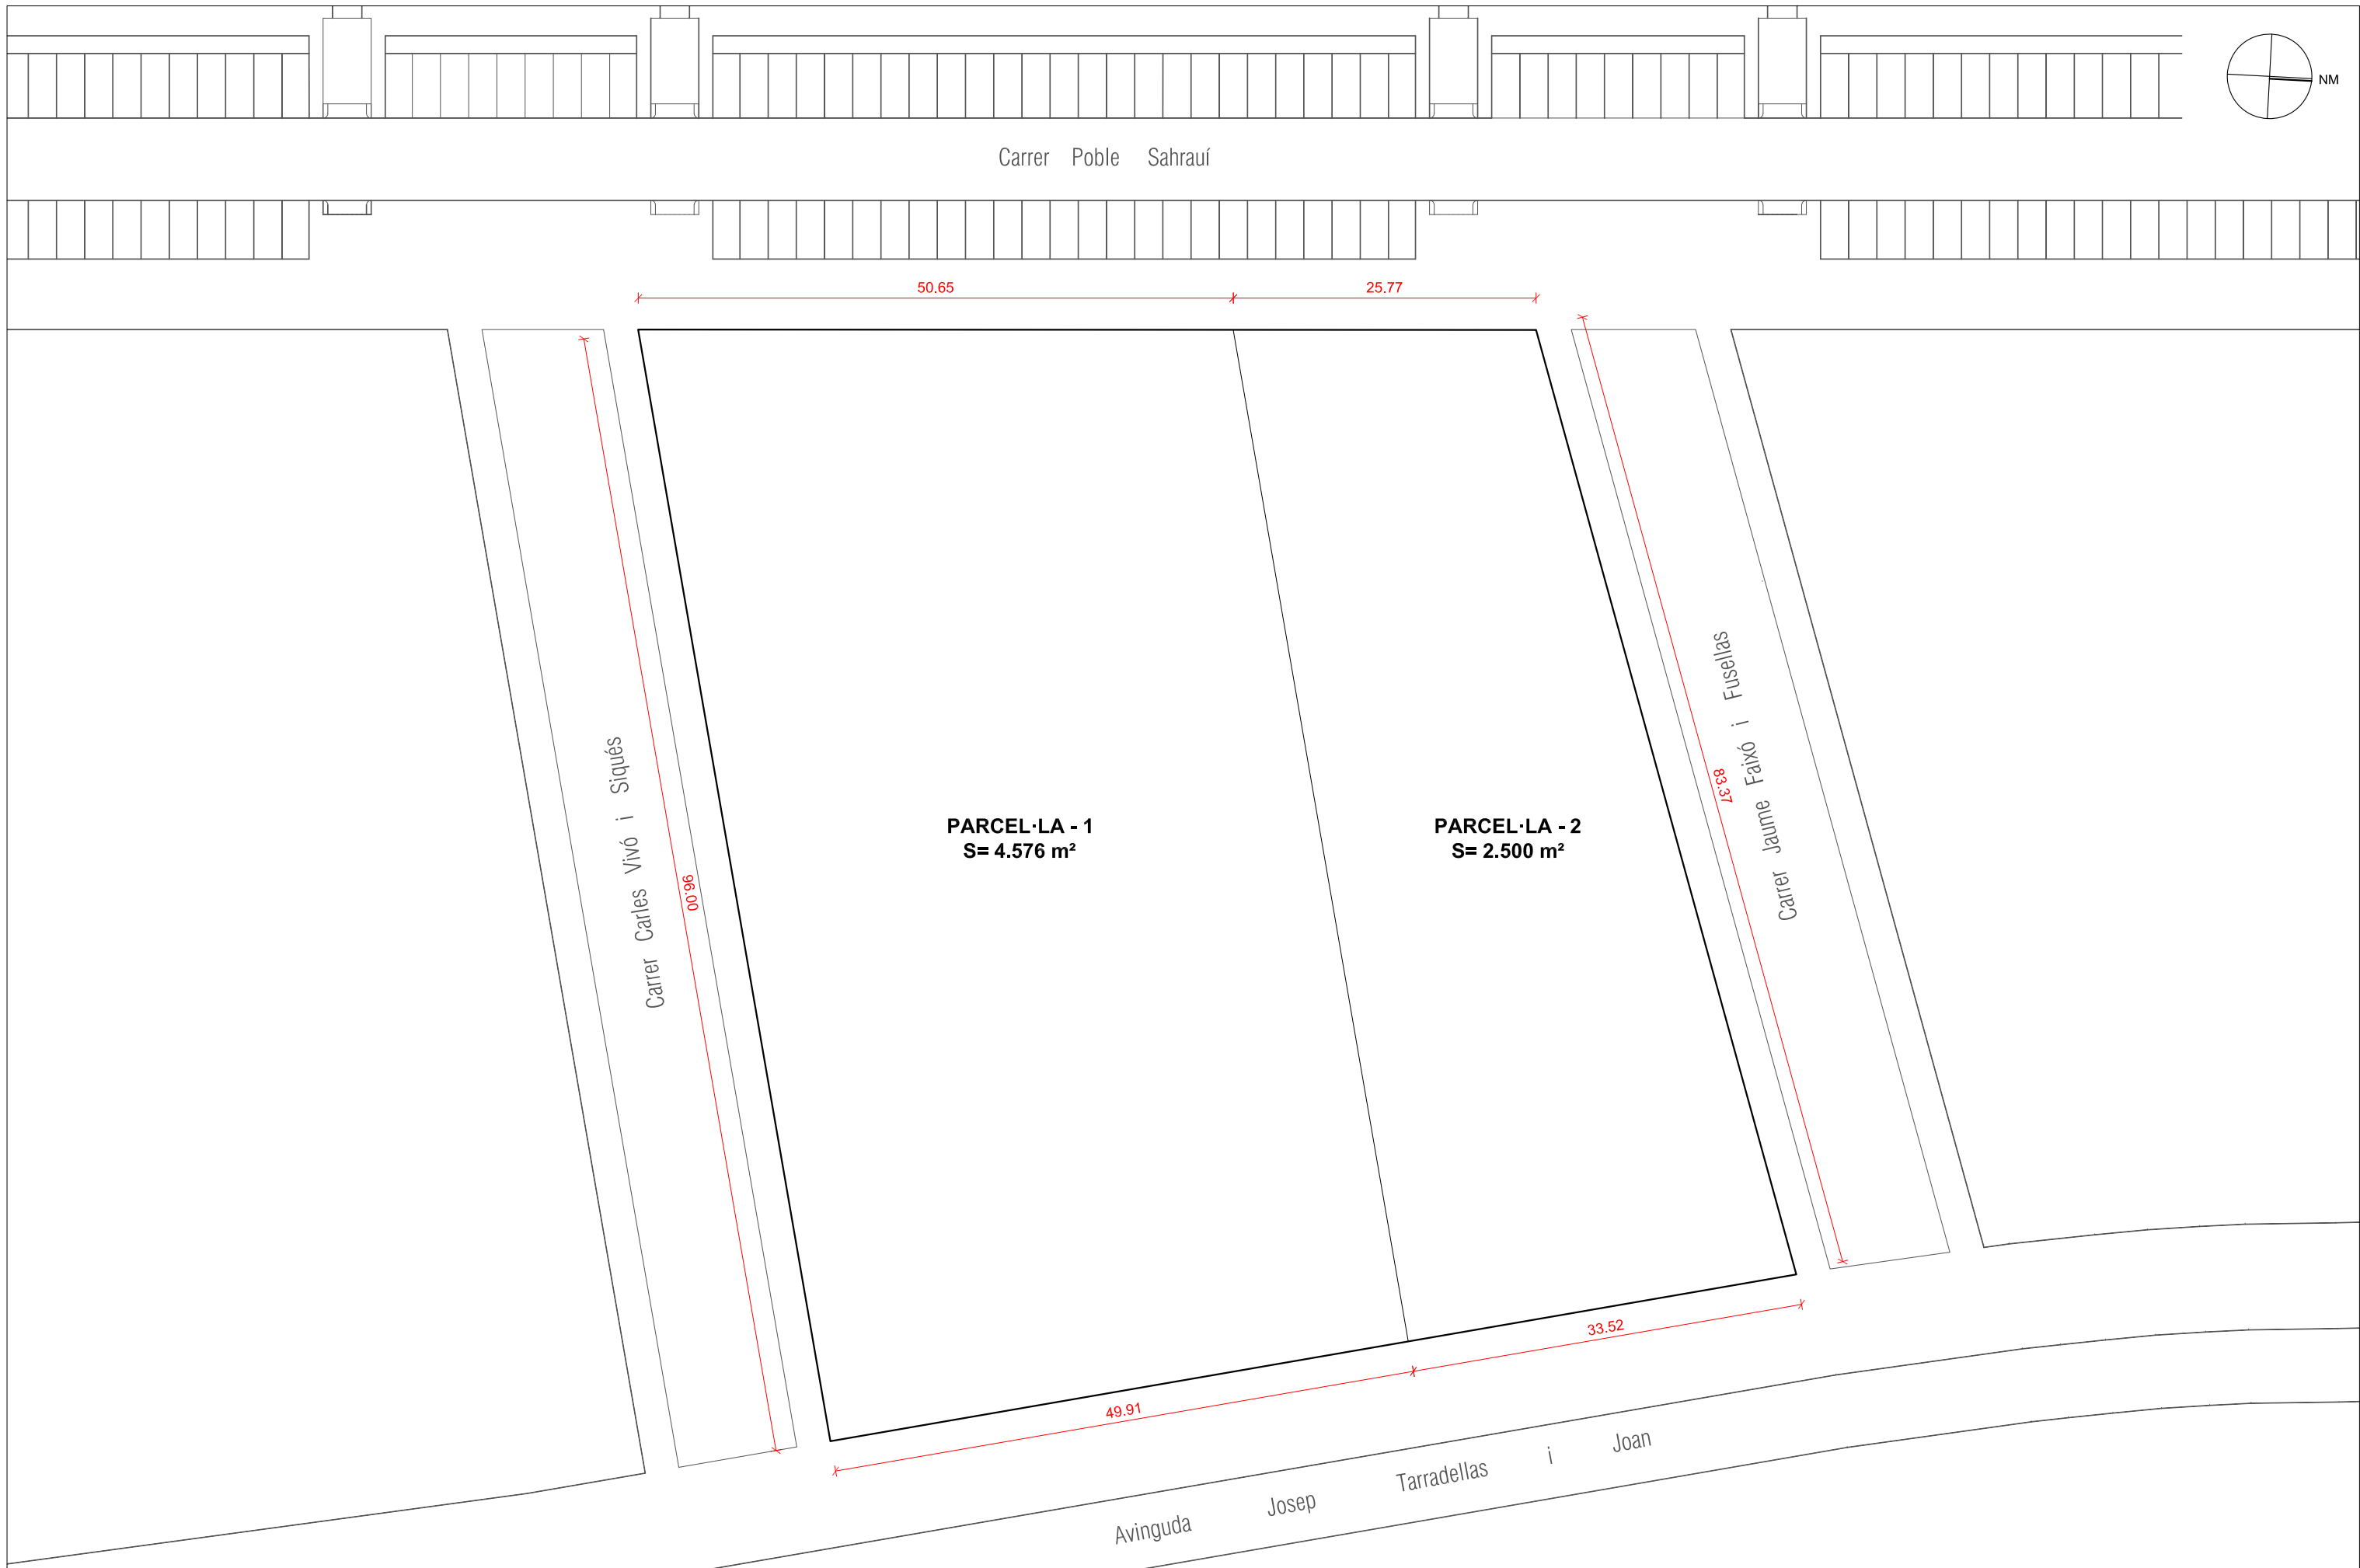 NM
Carrer Poble Sahrauí
50.65
25.77
Carrer Carles Vivó i Siqués
96.00
PARCEL·LA - 1
S= 4.576 m²
PARCEL·LA - 2
S= 2.500 m²
83.37
Carrer Jaume Faixó i Fusellas
33.52
49.91
Avinguda Josep Tarradellas i Joan